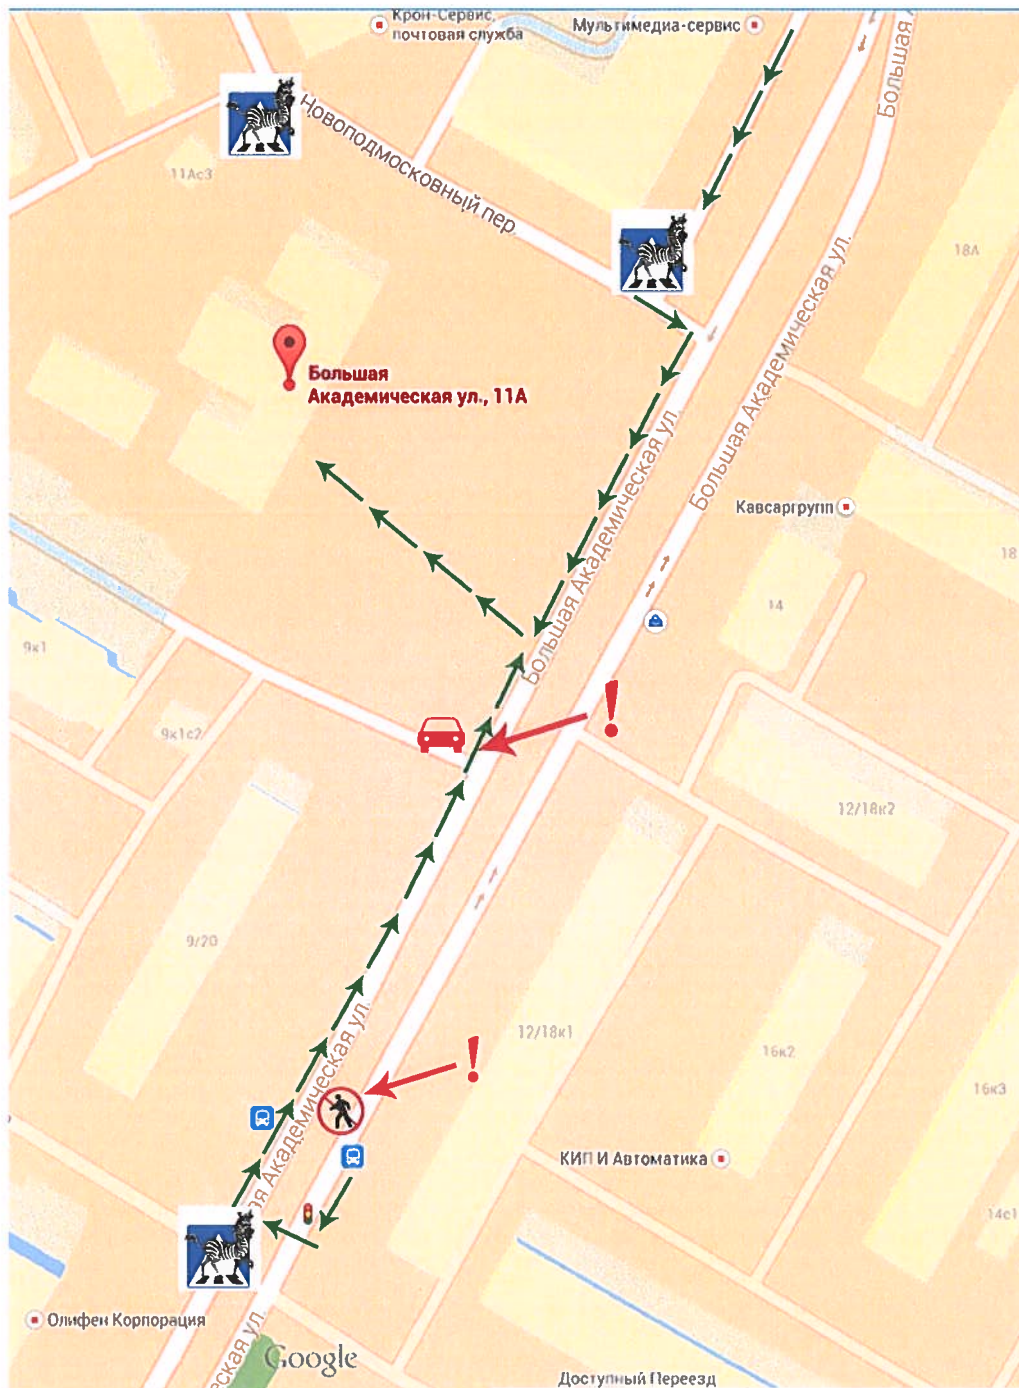 Крон-Сервис,
почтовая служба
Мультимедиа-сервис
Большая
Новоподмосковный пер.
11Ас3
18А
Большая Академическая ул.
Большая
Академическая ул., 11А
Большая Академическая ул.
Кавсаргрупп
18
14
9к1
9к1с2
!
12/18к2
9/20
12/18к1
!
16к2
16к3
Академическая ул.
КИП И Автоматика
14с1
Олифен Корпорация
Google
Доступный Переезд